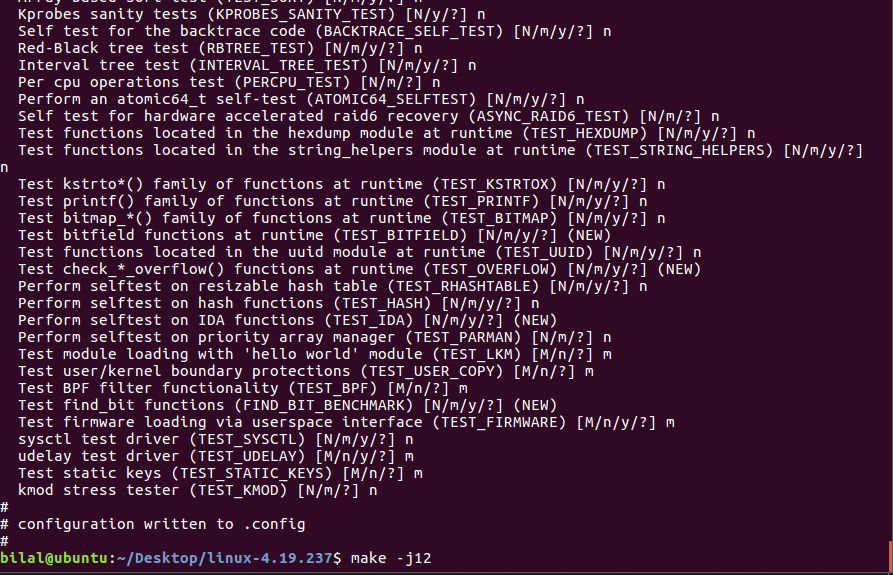 Kprobes sanity tests (KPROBES_SANITY_TEST) [N/y/?] n
Self test for the backtrace code (BACKTRACE_SELF_TEST) [N/m/y/?] n
Red-Black tree test (RBTREE_TEST) [N/m/y/?] n
Interval tree test (INTERVAL_TREE_TEST) [N/m/y/?] n
Per cpu operations test (PERCPU_TEST) [N/m/?] n
Perform an atomic64_t self-test (ATOMIC64_SELFTEST) [N/m/y/?] n
Self test for hardware accelerated raid6 recovery (ASYNC_RAID6_TEST) [N/m/?] n
Test functions located in the hexdump module at runtime (TEST_HEXDUMP) [N/m/y/?] n
Test functions located in the string_helpers module at runtime (TEST_STRING_HELPERS) [N/m/y/?]
n
Test kstrto*() family of functions at runtime (TEST_KSTRTOX) [N/m/y/?] n
Test printf() family of functions at runtime (TEST_PRINTF) [N/m/y/?] n
Test bitmap_*() family of functions at runtime (TEST_BITMAP) [N/m/y/?] n
Test bitfield functions at runtime (TEST_BITFIELD) [N/m/y/?] (NEW)
Test functions located in the uuid module at runtime (TEST_UUID) [N/m/y/?] n
Test check_*_overflow() functions at runtime (TEST_OVERFLOW) [N/m/y/?] (NEW)
Perform selftest on resizable hash table (TEST_RHASHTABLE) [N/m/y/?] n
Perform selftest on hash functions (TEST_HASH) [N/m/y/?] n
Perform selftest on IDA functions (TEST_IDA) [N/m/y/?] (NEW)
Perform selftest on priority array manager (TEST_PARMAN) [N/m/?] n
Test module loading with 'hello world' module (TEST_LKM) [M/n/?] m
Test user/kernel boundary protections (TEST_USER_COPY) [M/n/?] m
Test BPF filter functionality (TEST_BPF) [M/n/?] m
Test find_bit functions (FIND_BIT_BENCHMARK) [N/m/y/?] (NEW)
Test firmware loading via userspace interface (TEST_FIRMWARE) [M/n/y/?] m
sysctl test driver (TEST_SYSCTL) [N/m/y/?] n
udelay test driver (TEST_UDELAY) [M/n/y/?] m
Test static keys (TEST_STATIC_KEYS) [M/n/?] m
kmod stress tester (TEST_KMOD) [N/m/?] n
#
# configuration written to .config
#
bilal@ubuntu:~/Desktop/linux-4.19.237$ make -j12